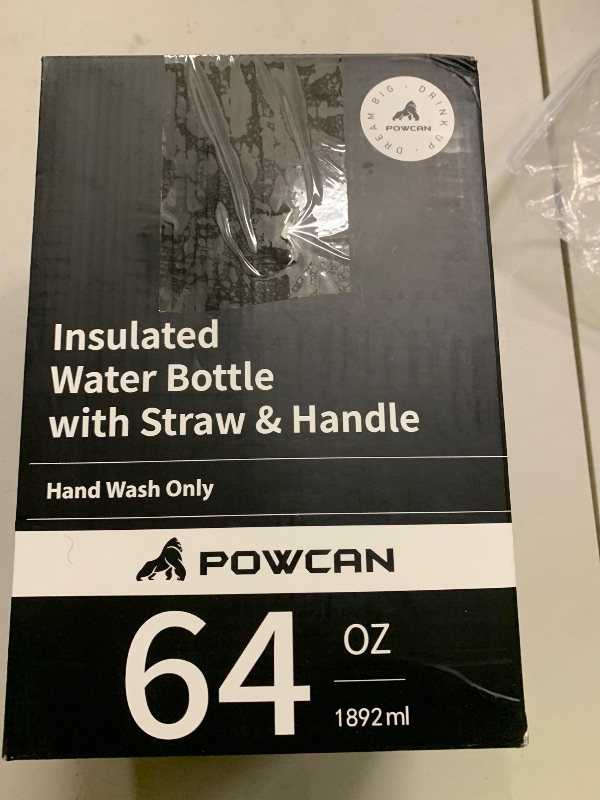 DREAM BIG · DRINK UP ·
POWCAN
Insulated
Water Bottle
with Straw & Handle
Hand Wash Only
POWCAN
64 OZ
1892ml